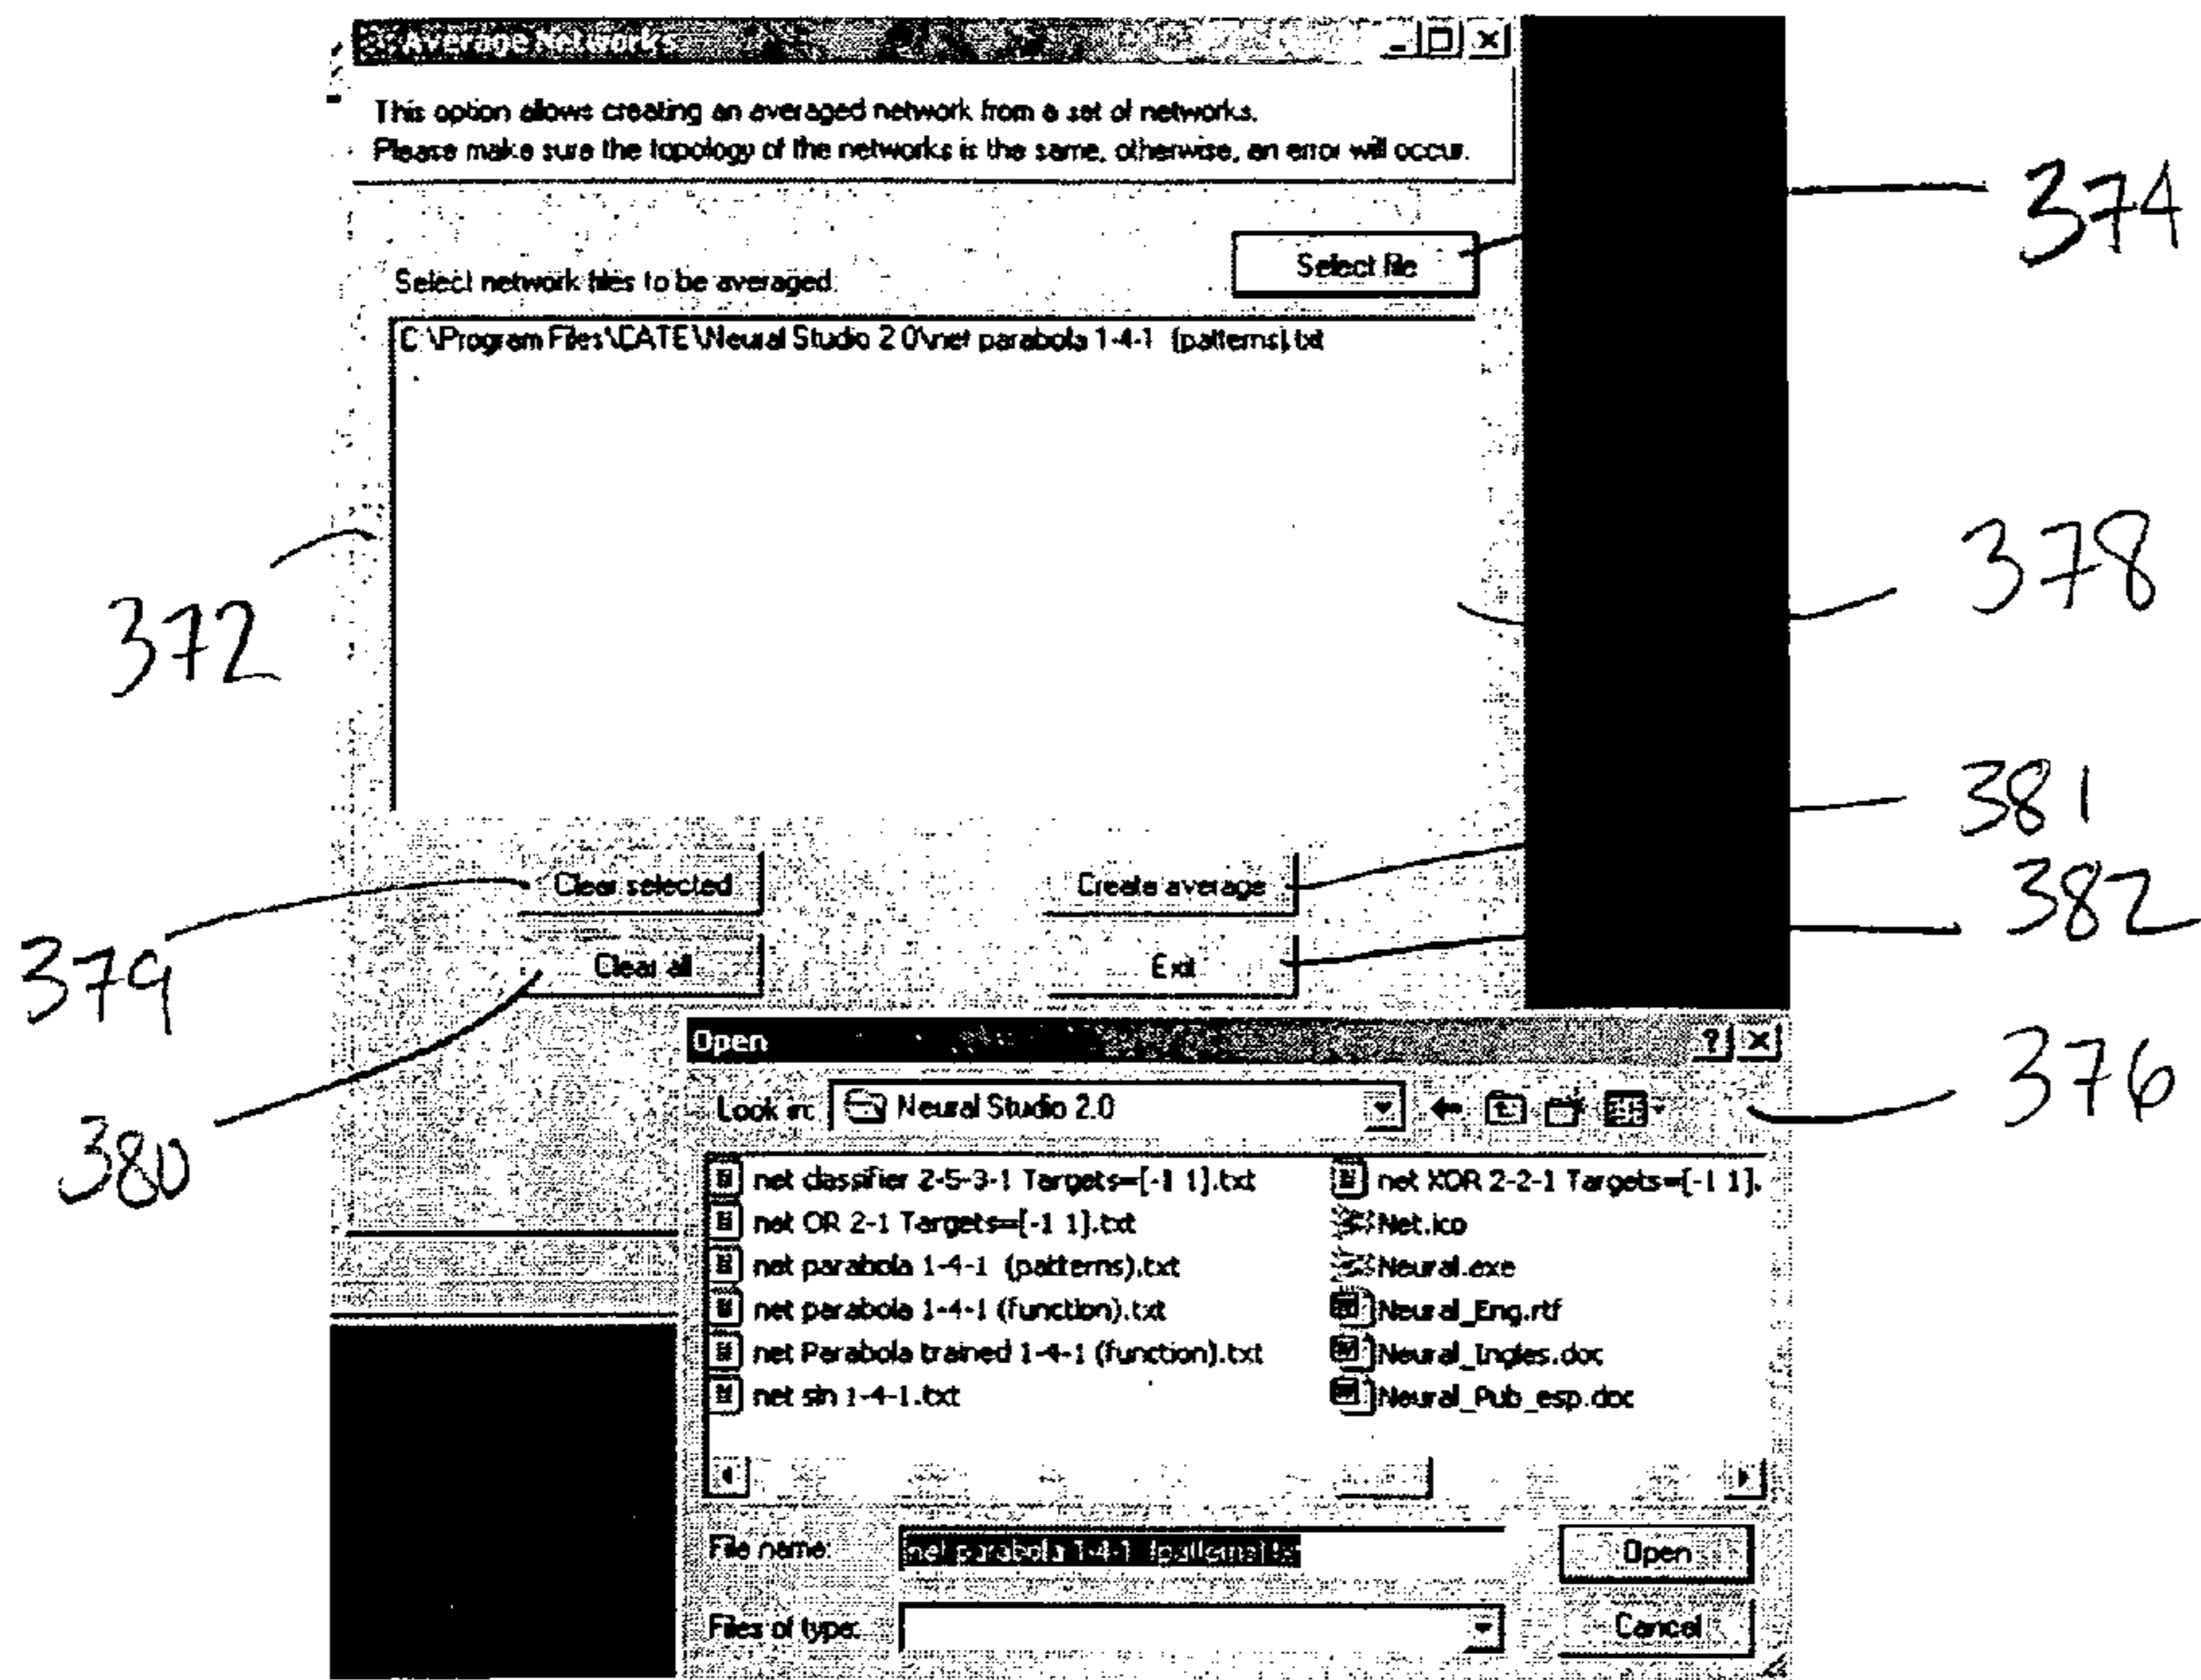 Average Networks
This option allows creating an averaged network from a set of networks.
Please make sure the topology of the networks is the same, otherwise, an error will occur.
374
Select file
Select network files to be averaged:
C:\Program Files\CATE\Neural Studio 2.0\net parabola 1-4-1 (patterns).txt
372
378
381
Clear selected
Create average
382
379
Clear all
Exit
Open
376
Look in:
Neural Studio 2.0
380
net classifier 2-5-3-1 Targets=[-1 1].txt
net OR 2-1 Targets=[-1 1].txt
net parabola 1-4-1 (patterns).txt
net parabola 1-4-1 (function).txt
net Parabola trained 1-4-1 (function).txt
net sin 1-4-1.txt
net XOR 2-2-1 Targets=[-1 1].
Net.ico
Neural.exe
Neural_Eng.rtf
Neural_Ingles.doc
Neural_Pub_esp.doc
File name:
net parabola 1-4-1 (patterns).
Open
Files of type:
Cancel